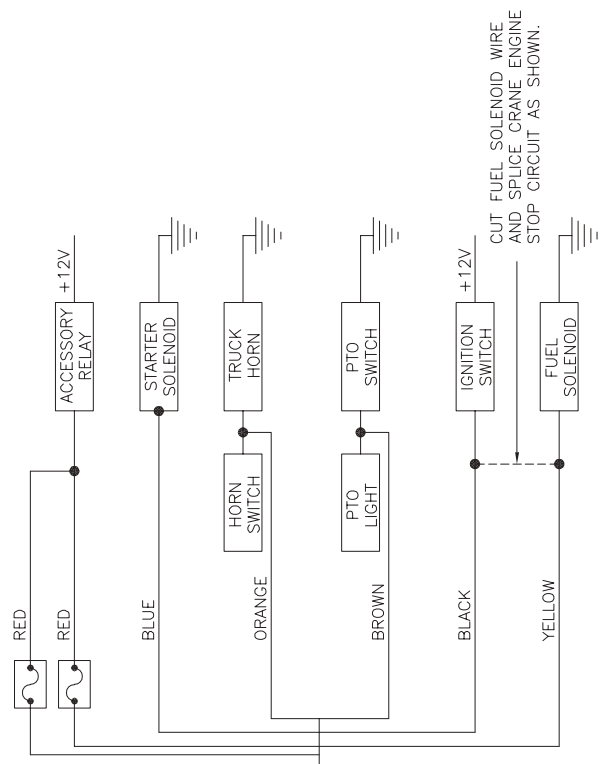 RED
RED
ACCESSORY
RELAY
+12V
BLUE
STARTER
SOLENOID
ORANGE
HORN
SWITCH
TRUCK
HORN
BROWN
PTO
LIGHT
PTO
SWITCH
BLACK
IGNITION
SWITCH
+12V
YELLOW
FUEL
SOLENOID
CUT FUEL SOLENOID WIRE
AND SPLICE CRANE ENGINE
STOP CIRCUIT AS SHOWN.